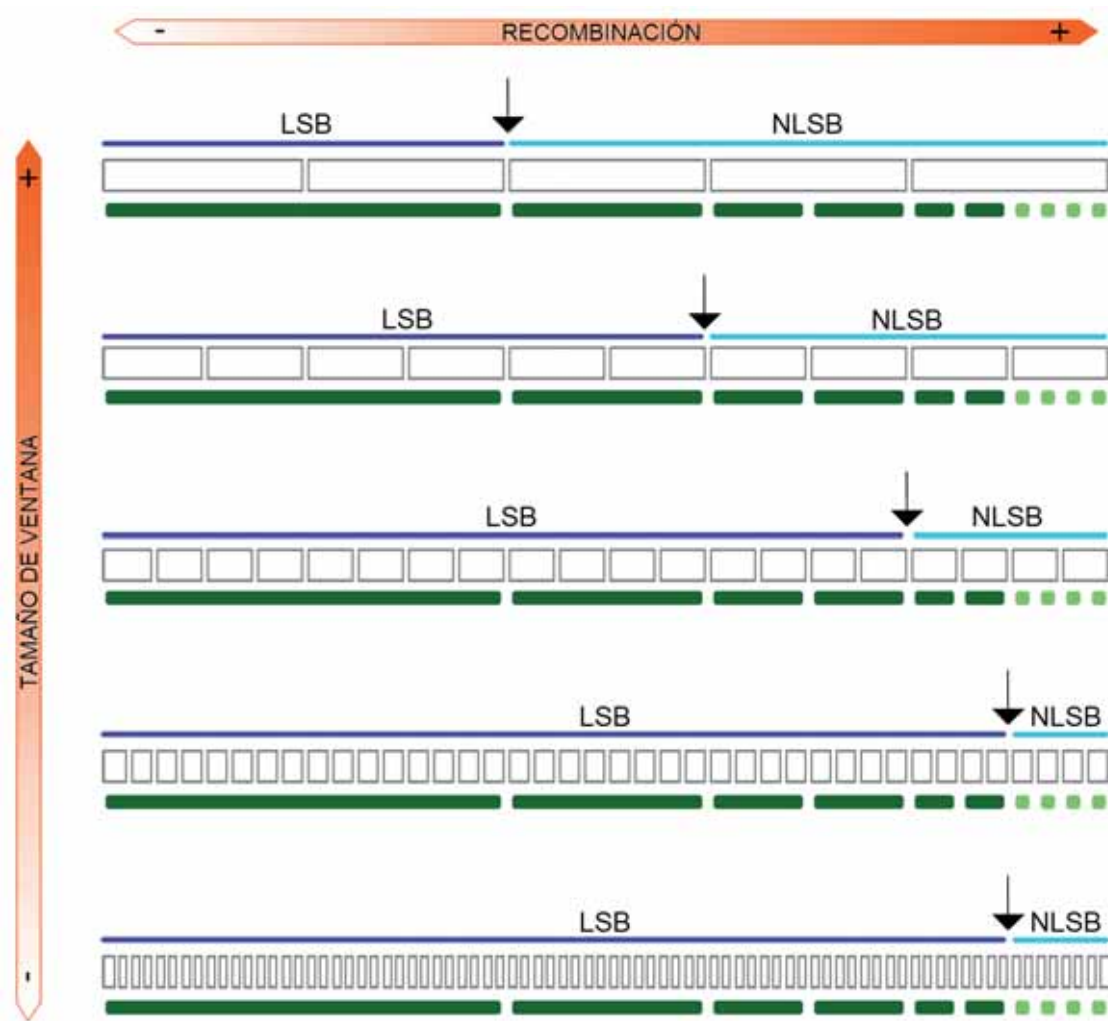 - RECOMBINACIÓN +
LSB NLSB
+
LSB NLSB
TAMAÑO DE VENTANA
LSB NLSB
LSB NLSB
LSB NLSB
-